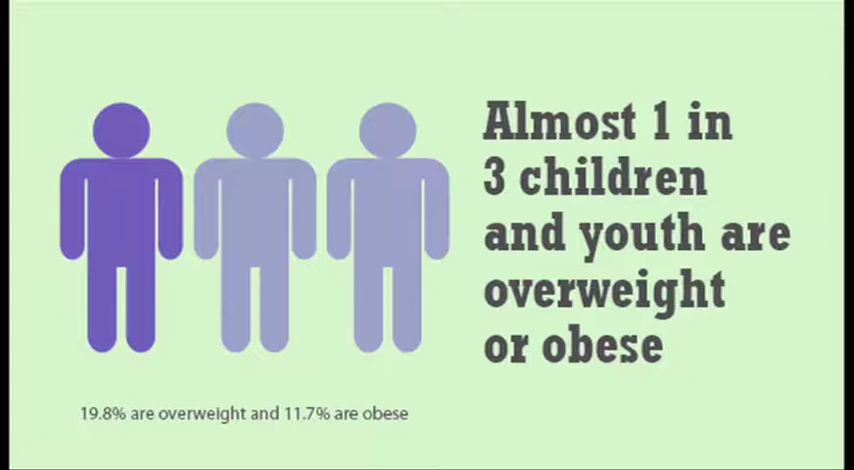 Almost 1 in
3 children
and youth are
overweight
or obese
19.8% are overweight and 11.7% are obese